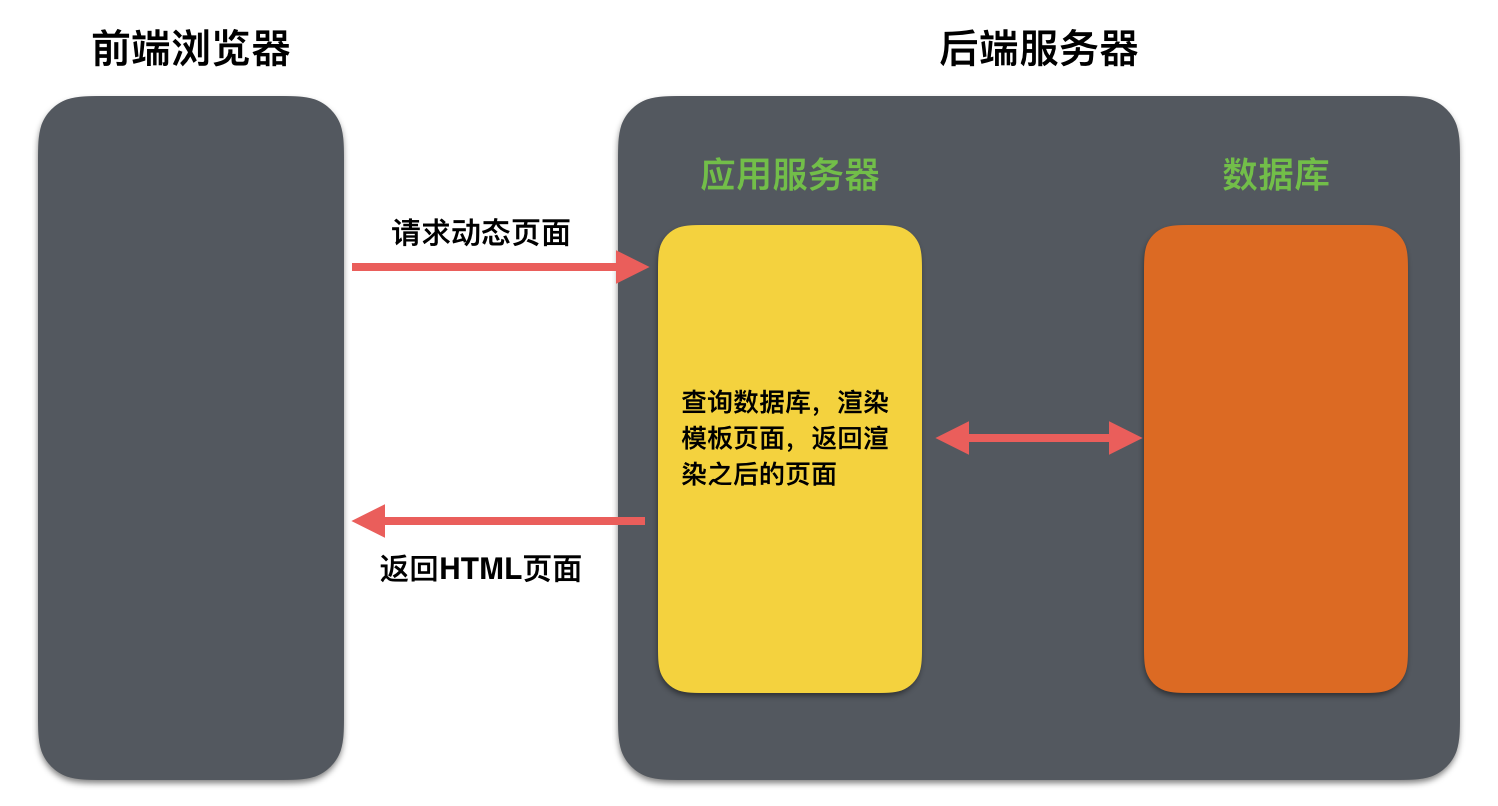 前端浏览器
后端服务器
应用服务器
数据库
请求动态页面
查询数据库，渲染
模板页面，返回渲
染之后的页面
返回HTML页面